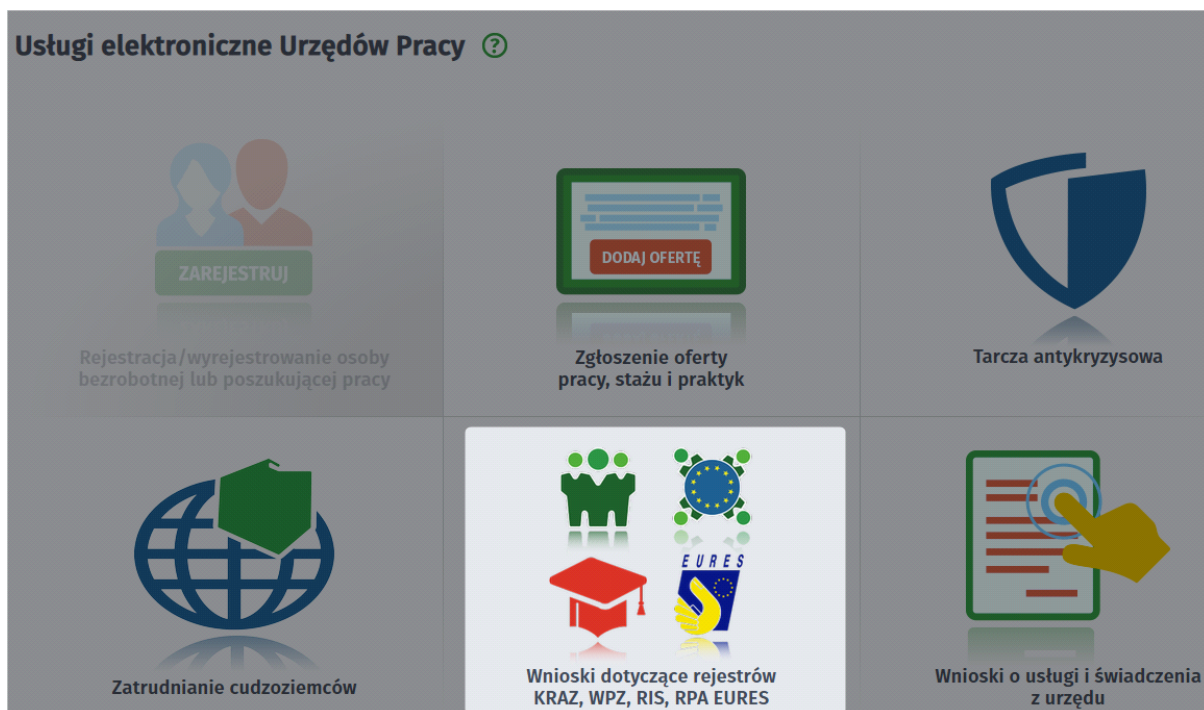 Usługi elektroniczne Urzędów Pracy ?
ZAREJESTRUJ
Rejestracja/wyrejestrowanie osoby
bezrobotnej lub poszukującej pracy
DODAJ OFERTĘ
Zgłoszenie oferty
pracy, stażu i praktyk
Tarcza antykryzysowa
Zatrudnianie cudzoziemców
EURES
Wnioski dotyczące rejestrów
KRAZ, WPZ, RIS, RPA EURES
Wnioski o usługi i świadczenia
z urzędu